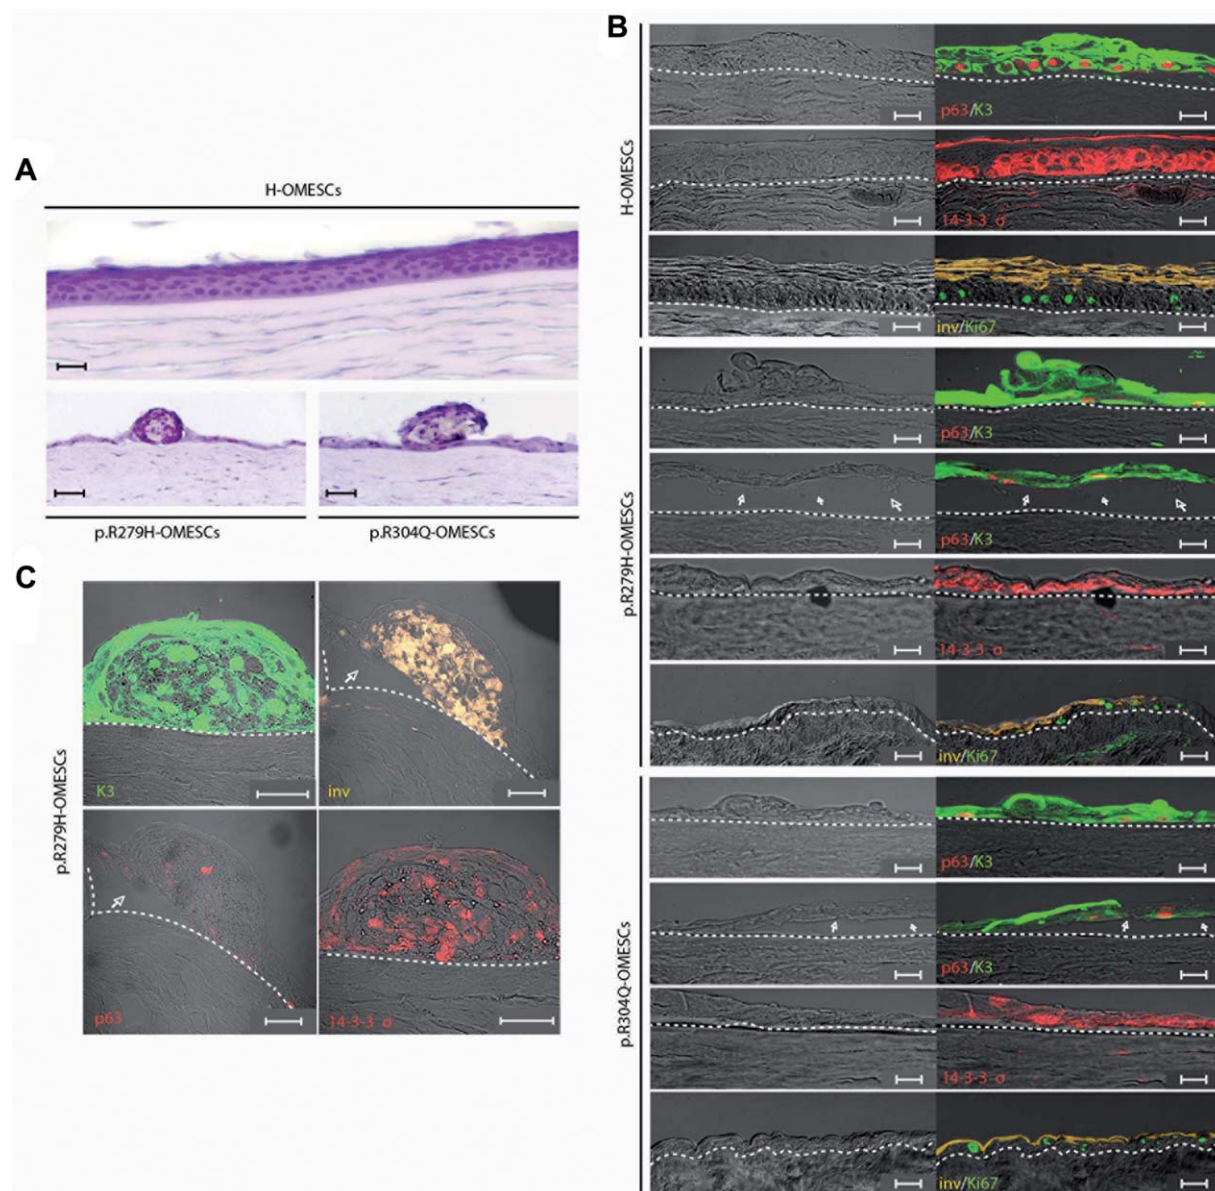 A
H-OMESCs
p.R279H-OMESCs
p.R304Q-OMESCs
B
H-OMESCs
p63/K3
14-3-3 σ
inv/Ki67
p.R279H-OMESCs
p63/K3
p63/K3
14-3-3 σ
inv/Ki67
p.R304Q-OMESCs
p63/K3
p63/K3
14-3-3 σ
inv/Ki67
C
p.R279H-OMESCs
K3
inv
p63
14-3-3 σ